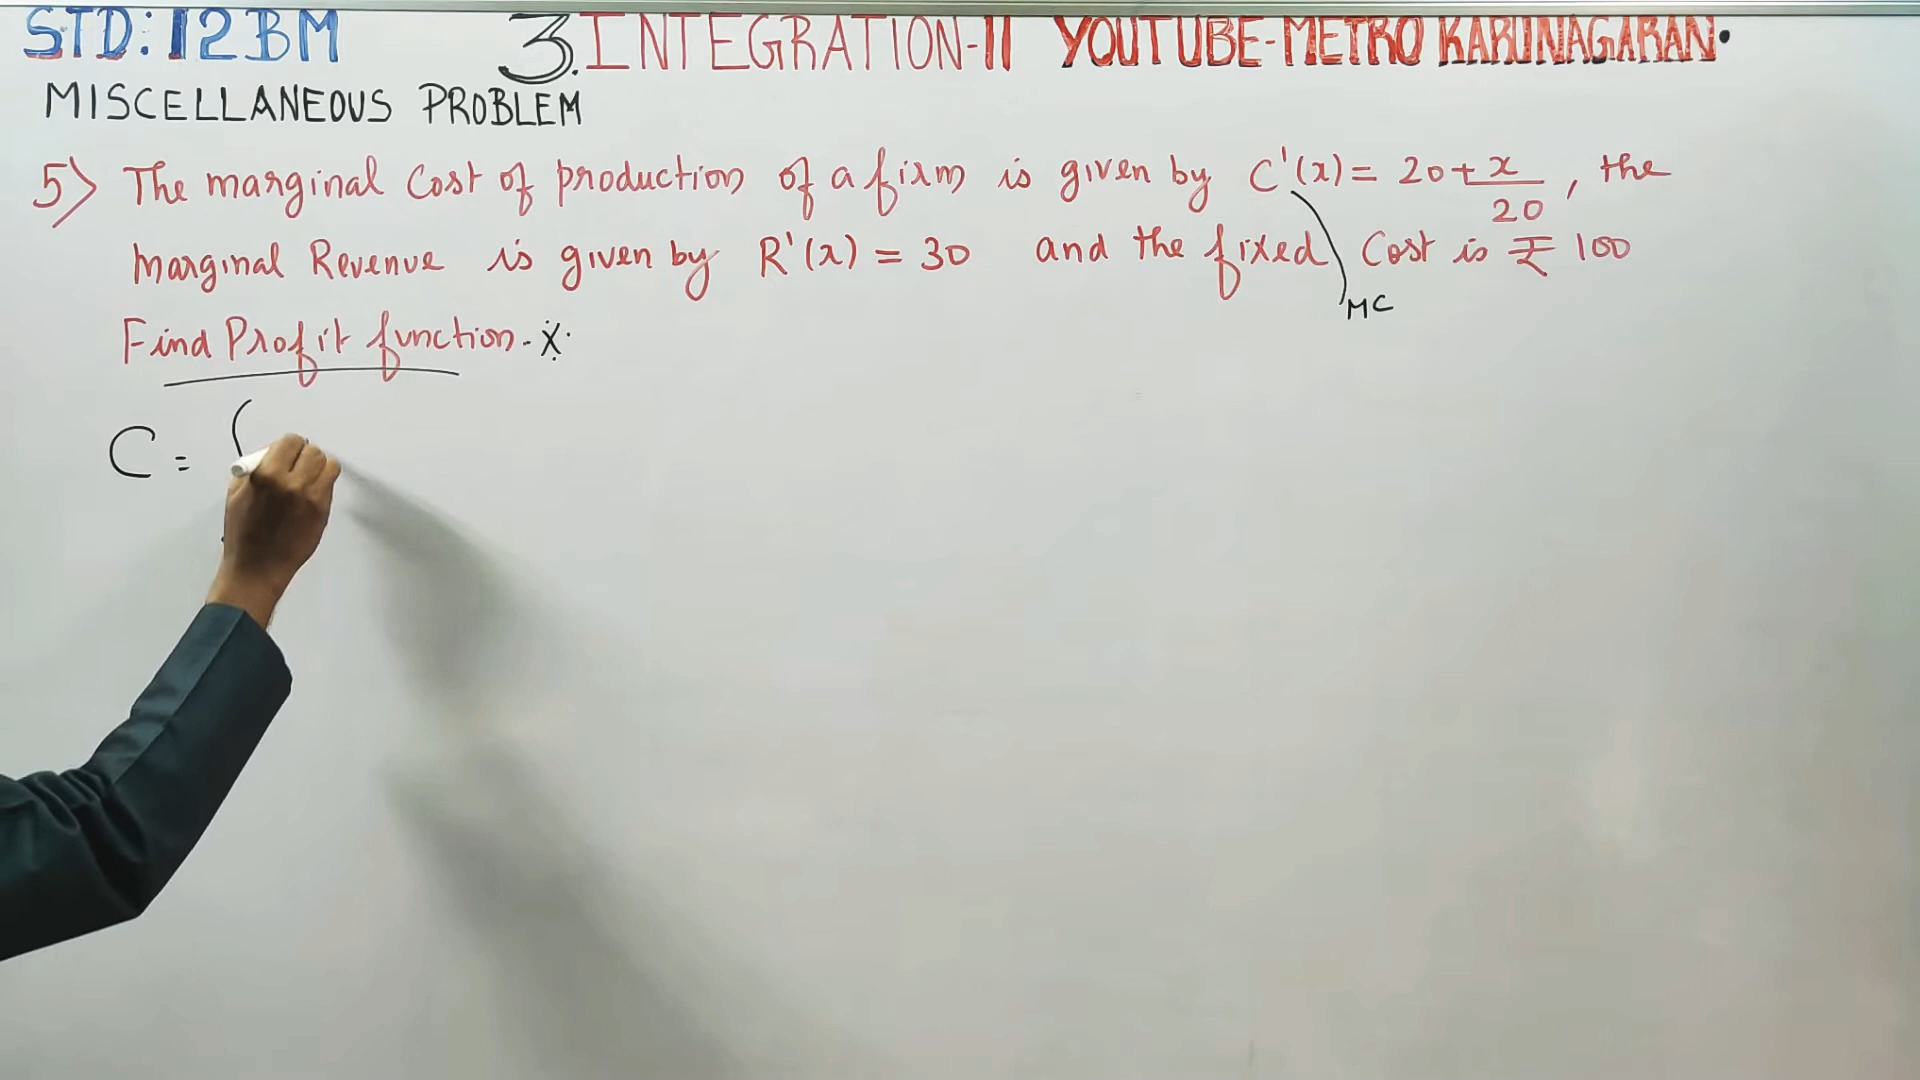 STD: 12BM 3. INTEGRATION-II YOUTUBE-METRO KARUNAGARAN.
MISCELLANEOUS PROBLEM
5) The marginal Cost of production of a firm is given by C'(x) = 20 + x/20, the
Marginal Revenue is given by R'(x) = 30 and the fixed Cost is ₹ 100
MC
Find Profit function.
C = ∫